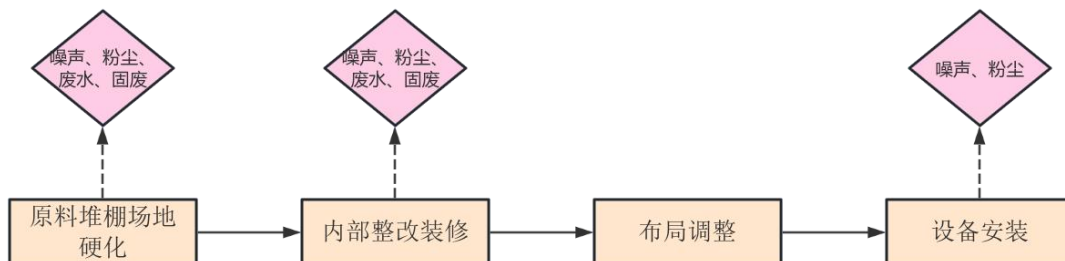 噪声、粉尘、
废水、固废
噪声、粉尘、
废水、固废
噪声、粉尘
原料堆棚场地
硬化
内部整改装修
布局调整
设备安装